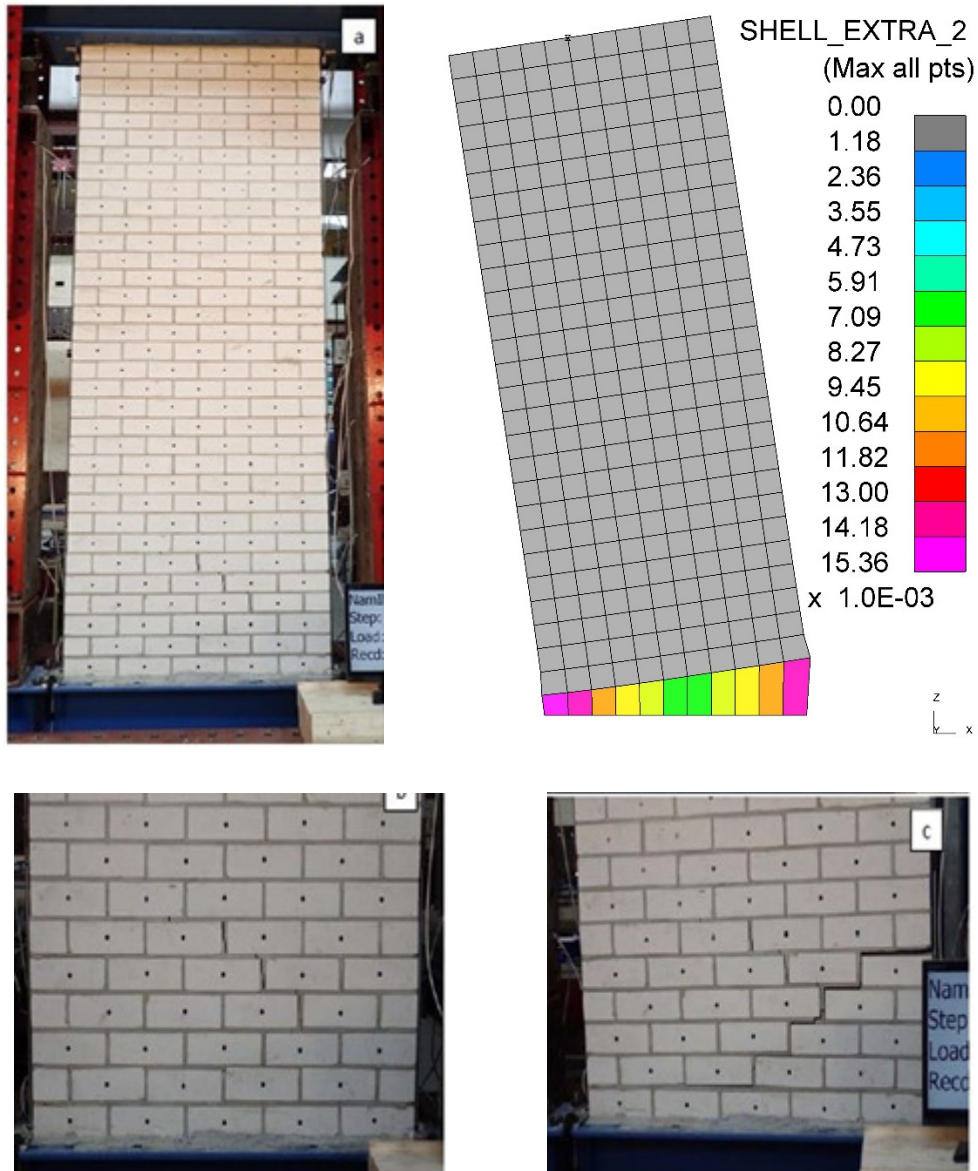 a
SHELL_EXTRA_2
(Max all pts)
0.00
1.18
2.36
3.55
4.73
5.91
7.09
8.27
9.45
10.64
11.82
13.00
14.18
15.36
x 1.0E-03
z
Y x
Step:
Load:
c
Nam
Step
Load